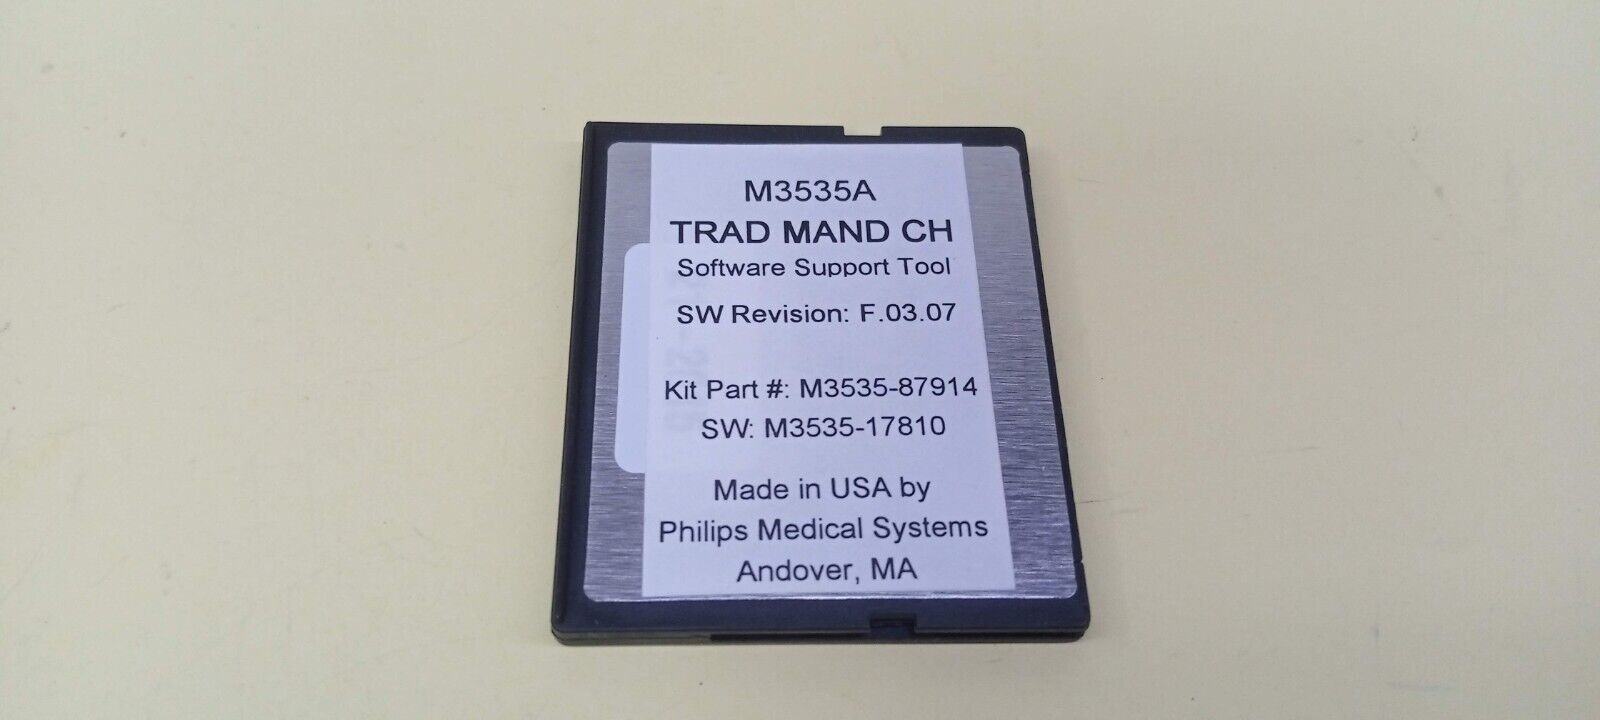 M3535A
TRAD MAND CH
Software Support Tool
SW Revision: F.03.07
Kit Part #: M3535-87914
SW: M3535-17810
Made in USA by
Philips Medical Systems
Andover, MA